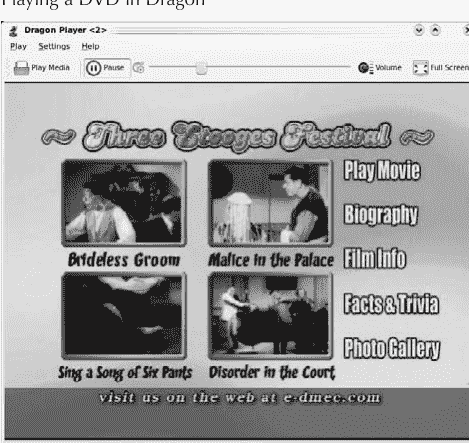 Playing a DVD in Dragon
Dragon Player <2>
Play Settings Help
Play Media Pause Volume Full Screen
Three Stooges Festival
Play Movie
Biography
Brideless Groom Malice in the Palace Film Info
Facts & Trivia
Photo Gallery
Sing a Song of Six Pants Disorder in the Court
visit us on the web at e-dmec.com